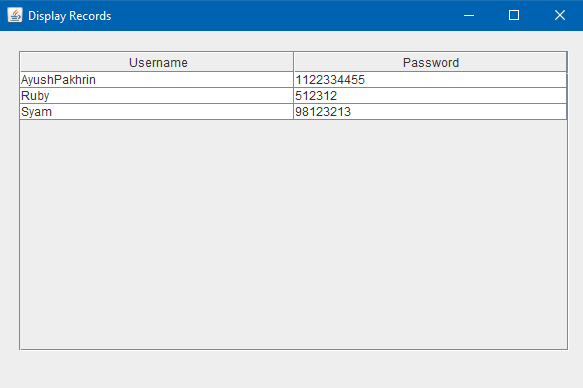 Display Records
Username Password
AyushPakhrin 1122334455
Ruby 512312
Syam 98123213